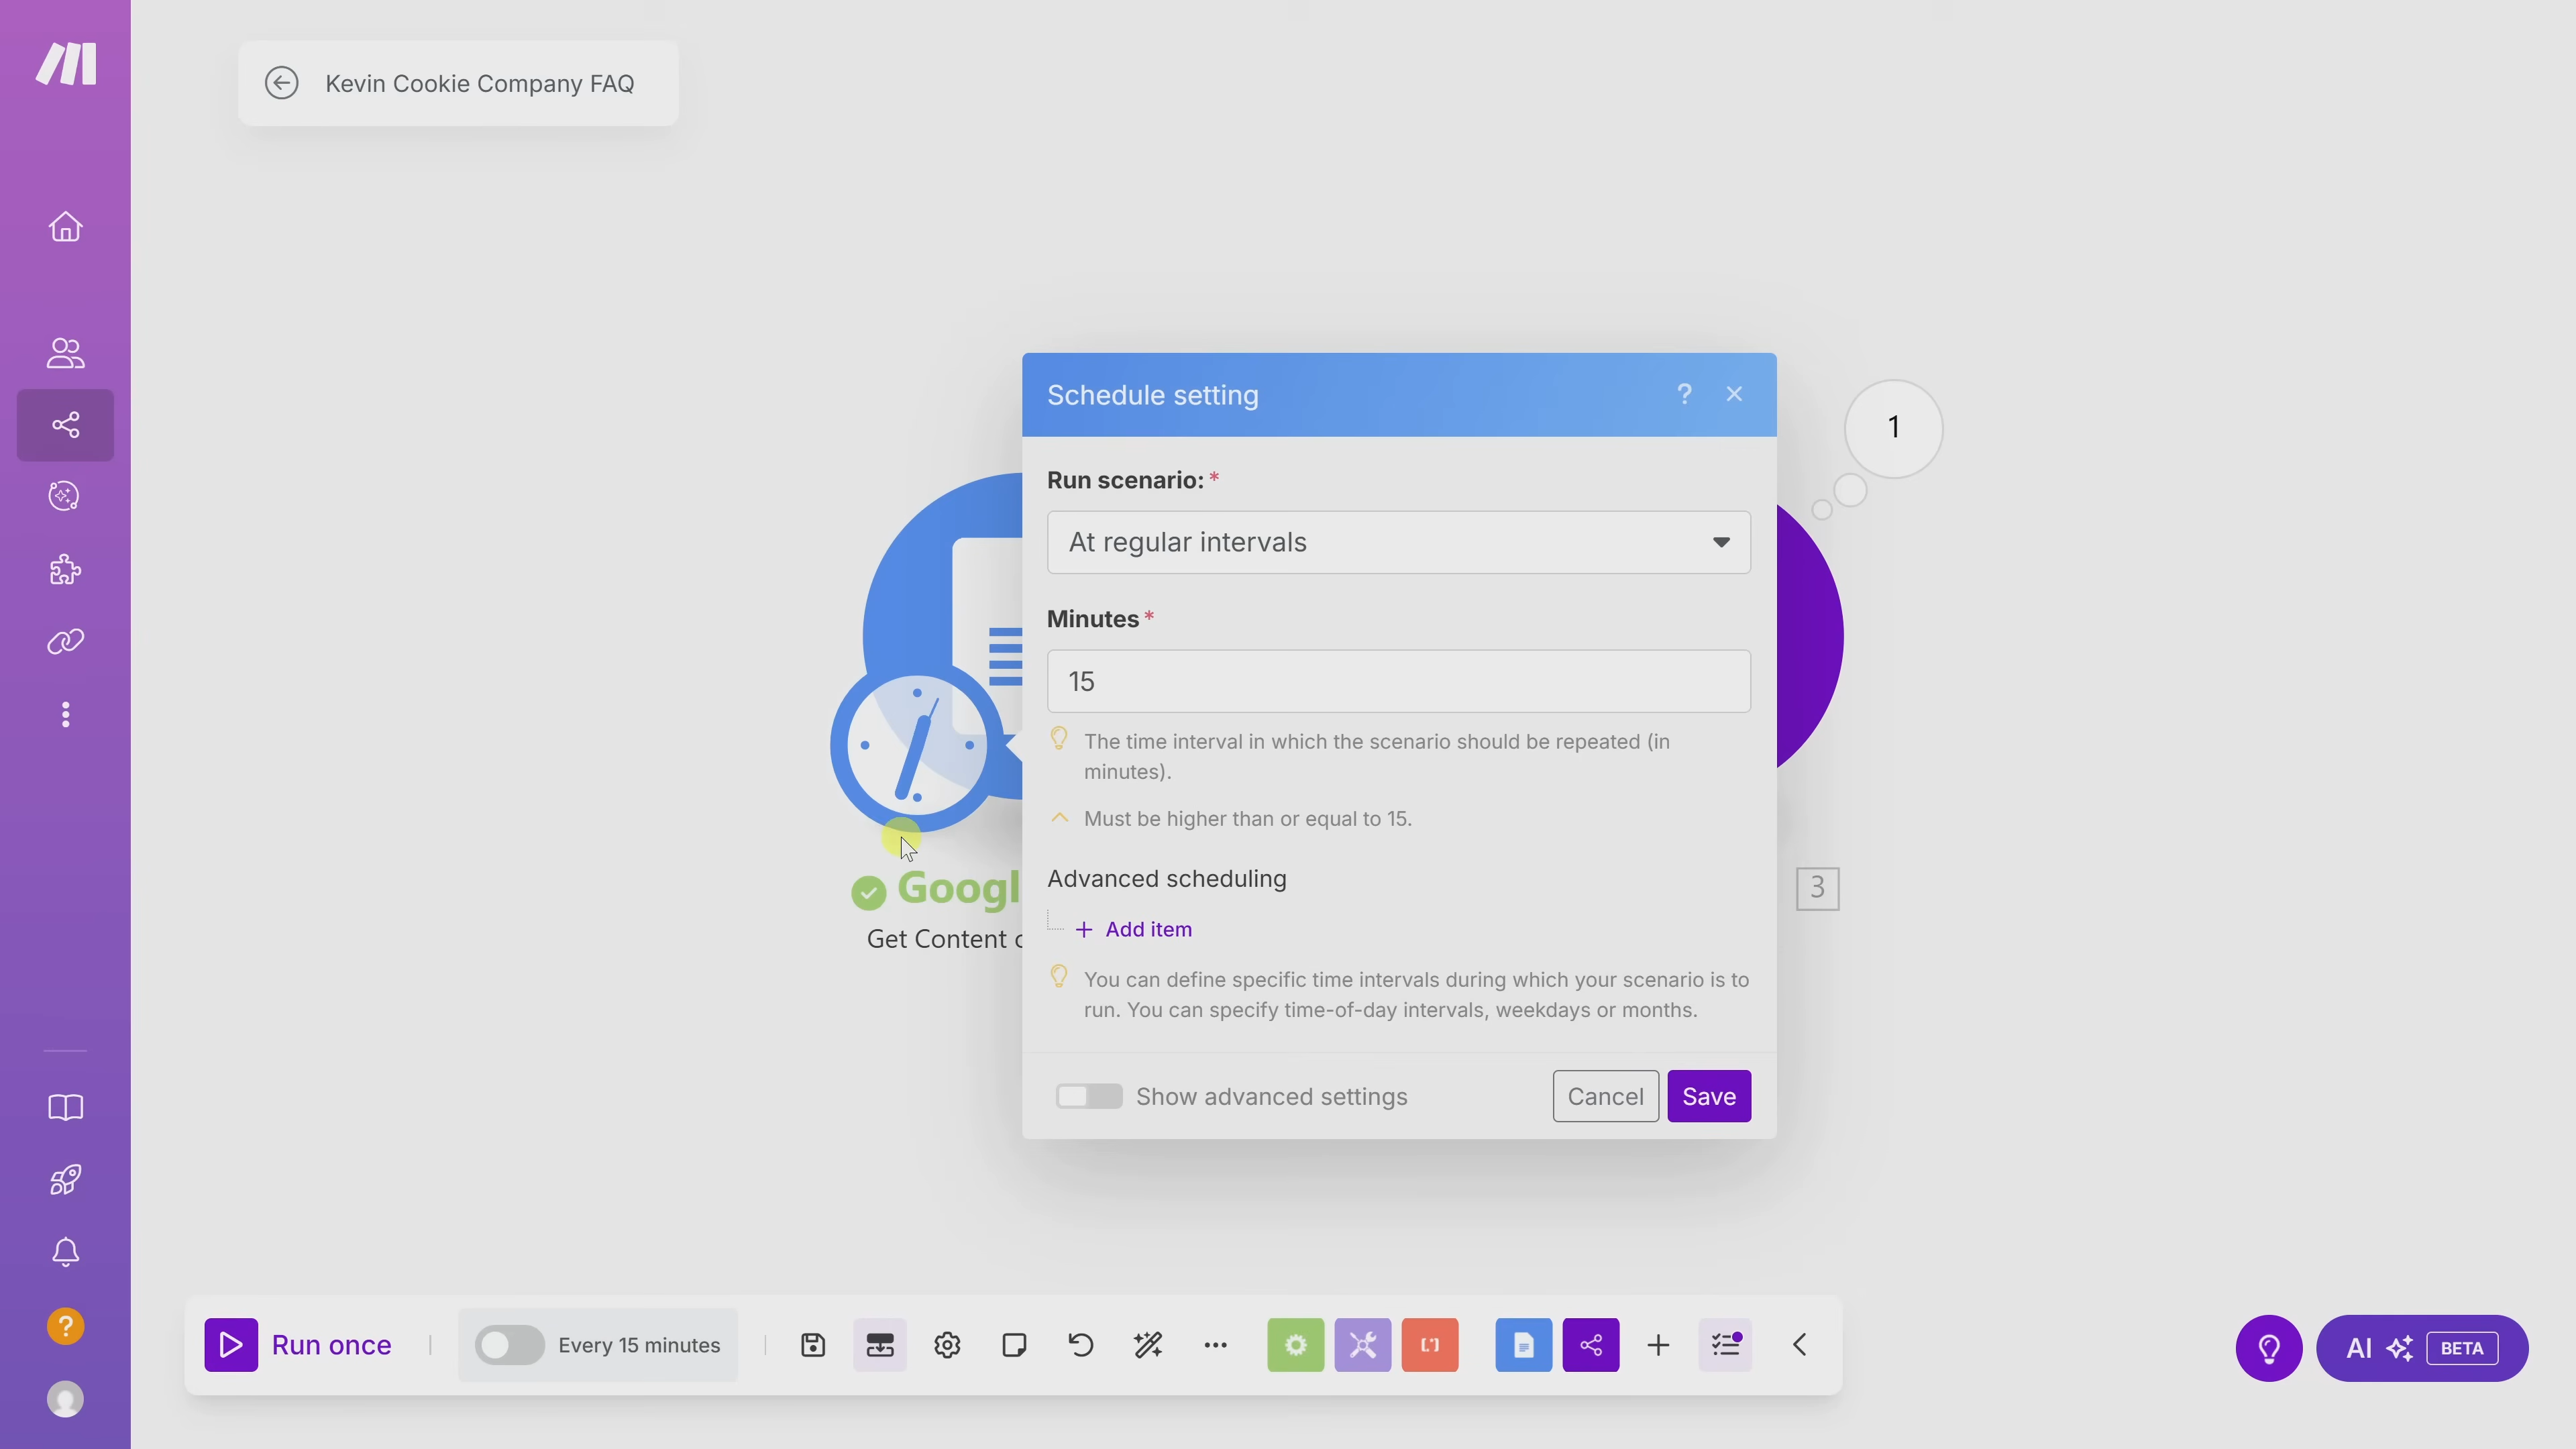 Kevin Cookie Company FAQ
Schedule setting
?
1
Run scenario: *
At regular intervals
Minutes *
15
The time interval in which the scenario should be repeated (in
minutes).
Must be higher than or equal to 15.
Googl
3
Advanced scheduling
Get Content
+ Add item
You can define specific time intervals during which your scenario is to
run. You can specify time-of-day intervals, weekdays or months.
Show advanced settings
Cancel
Save
?
Run once
Every 15 minutes
AI
BETA